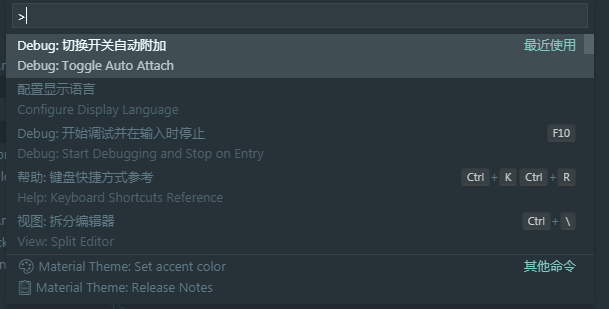 >
Debug: 切换开关自动附加 最近使用
Debug: Toggle Auto Attach
配置显示语言
Configure Display Language
Debug: 开始调试并在输入时停止 F10
Debug: Start Debugging and Stop on Entry
帮助: 键盘快捷方式参考 Ctrl + K Ctrl + R
Help: Keyboard Shortcuts Reference
视图: 拆分编辑器 Ctrl + \
View: Split Editor
Material Theme: Set accent color 其他命令
Material Theme: Release Notes